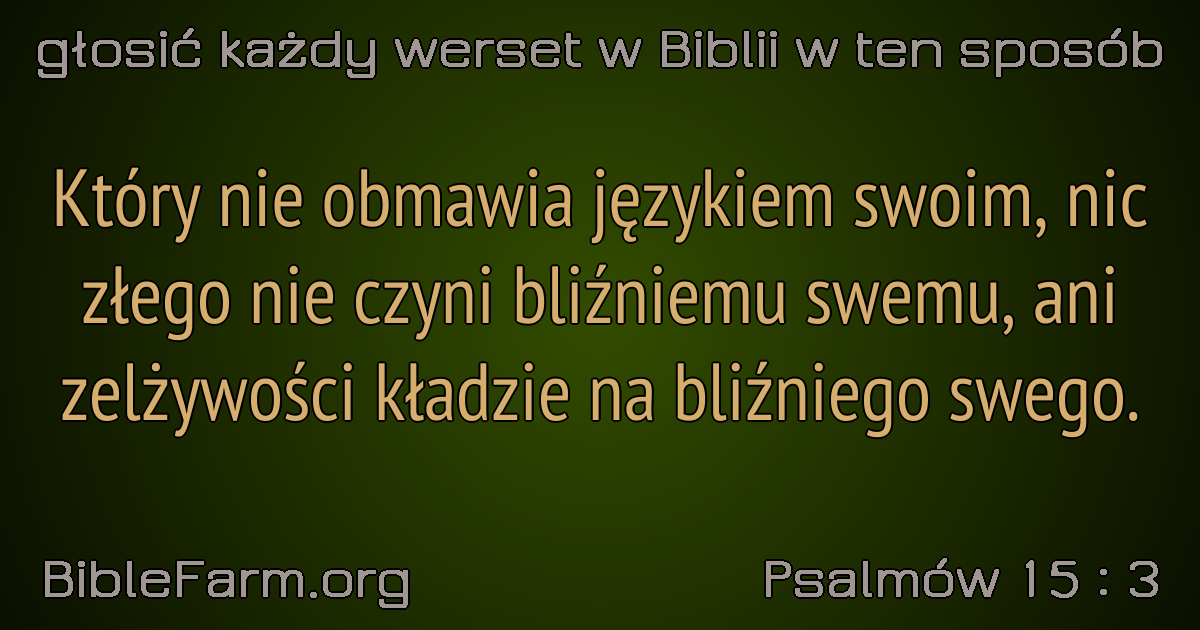 głosić każdy werset w Biblii w ten sposób
Który nie obmawia językiem swoim, nic
złego nie czyni bliźniemu swemu, ani
zelżywości kładzie na bliźniego swego.
BibleFarm.org
Psalmów 15 : 3